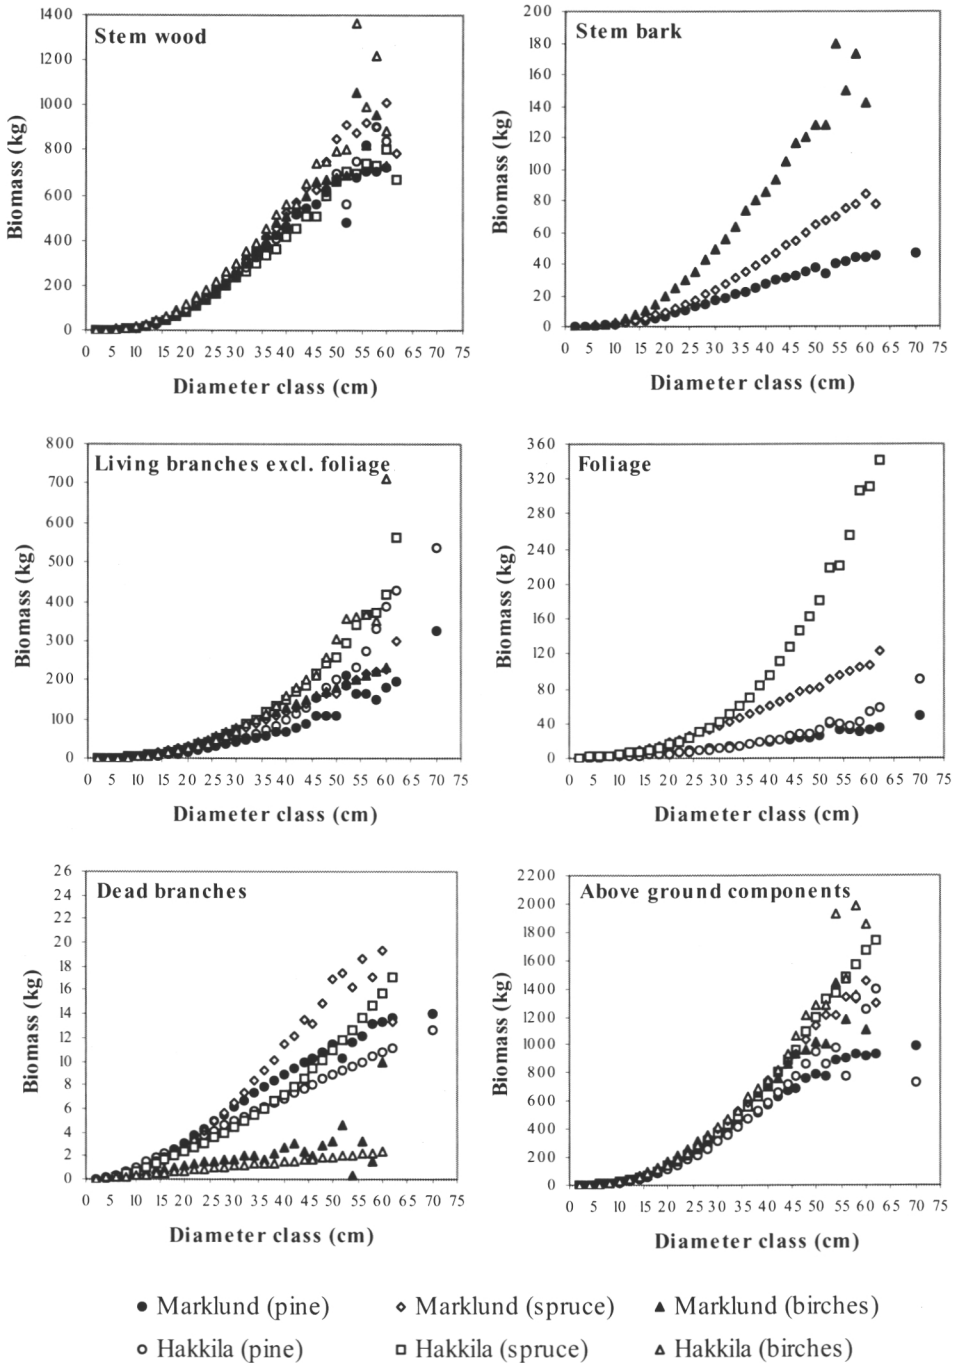 Stem wood
1400
1200
1000
800
600
400
200
0
Biomass (kg)
0 5 10 15 20 25 30 35 40 45 50 55 60 65 70 75
Diameter class (cm)
Stem bark
200
180
160
140
120
100
80
60
40
20
0
Biomass (kg)
0 5 10 15 20 25 30 35 40 45 50 55 60 65 70 75
Diameter class (cm)
Living branches excl. foliage
800
700
600
500
400
300
200
100
0
Biomass (kg)
0 5 10 15 20 25 30 35 40 45 50 55 60 65 70 75
Diameter class (cm)
Foliage
360
320
280
240
200
160
120
80
40
0
Biomass (kg)
0 5 10 15 20 25 30 35 40 45 50 55 60 65 70 75
Diameter class (cm)
Dead branches
26
24
22
20
18
16
14
12
10
8
6
4
2
0
Biomass (kg)
0 5 10 15 20 25 30 35 40 45 50 55 60 65 70 75
Diameter class (cm)
Above ground components
2200
2000
1800
1600
1400
1200
1000
800
600
400
200
0
Biomass (kg)
0 5 10 15 20 25 30 35 40 45 50 55 60 65 70 75
Diameter class (cm)
Marklund (pine) Marklund (spruce) Marklund (birches)
Hakkila (pine) Hakkila (spruce) Hakkila (birches)